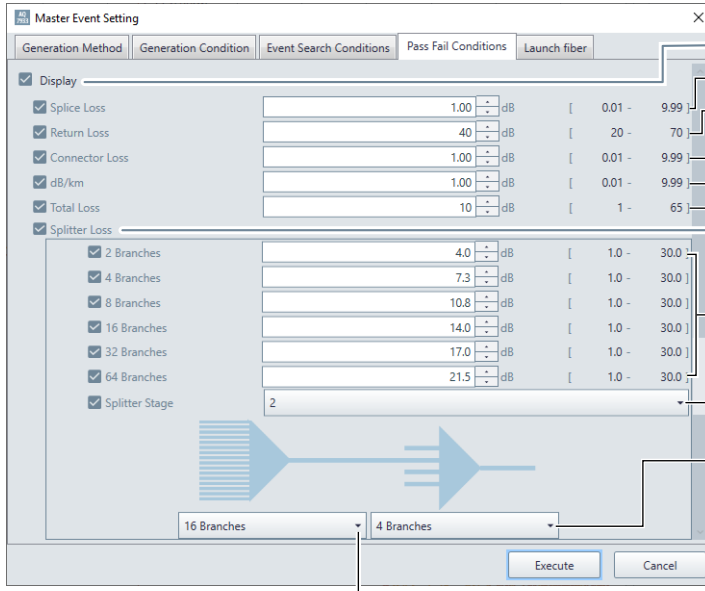 AQ
7933
Master Event Setting
Generation Method Generation Condition Event Search Conditions Pass Fail Conditions Launch fiber
Display
Splice Loss 1.00 dB [ 0.01 - 9.99 ]
Return Loss 40 dB [ 20 - 70 ]
Connector Loss 1.00 dB [ 0.01 - 9.99 ]
dB/km 1.00 dB [ 0.01 - 9.99 ]
Total Loss 10 dB [ 1 - 65 ]
Splitter Loss
2 Branches 4.0 dB [ 1.0 - 30.0 ]
4 Branches 7.3 dB [ 1.0 - 30.0 ]
8 Branches 10.8 dB [ 1.0 - 30.0 ]
16 Branches 14.0 dB [ 1.0 - 30.0 ]
32 Branches 17.0 dB [ 1.0 - 30.0 ]
64 Branches 21.5 dB [ 1.0 - 30.0 ]
Splitter Stage 2
16 Branches 4 Branches
Execute Cancel